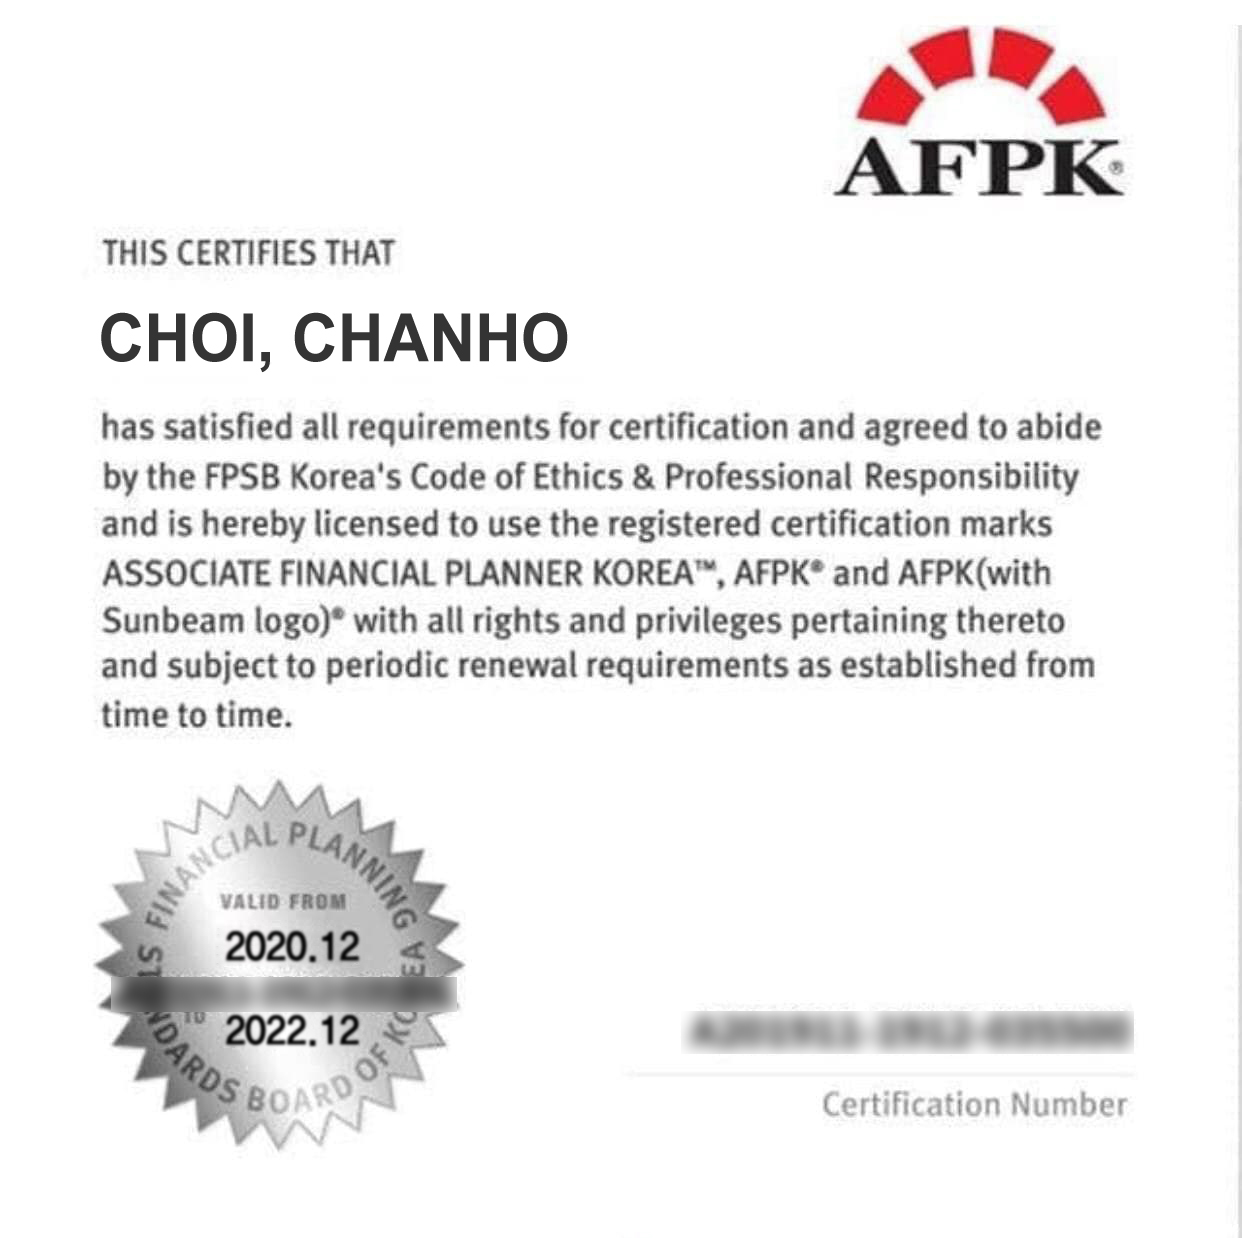 AFPK®
THIS CERTIFIES THAT
CHOI, CHANHO
has satisfied all requirements for certification and agreed to abide
by the FPSB Korea's Code of Ethics & Professional Responsibility
and is hereby licensed to use the registered certification marks
ASSOCIATE FINANCIAL PLANNER KOREA™, AFPK® and AFPK(with
Sunbeam logo)® with all rights and privileges pertaining thereto
and subject to periodic renewal requirements as established from
time to time.
FINANCIAL PLANNING
VALID FROM
2020.12
TO
2022.12
BOARD OF KOREA
Certification Number